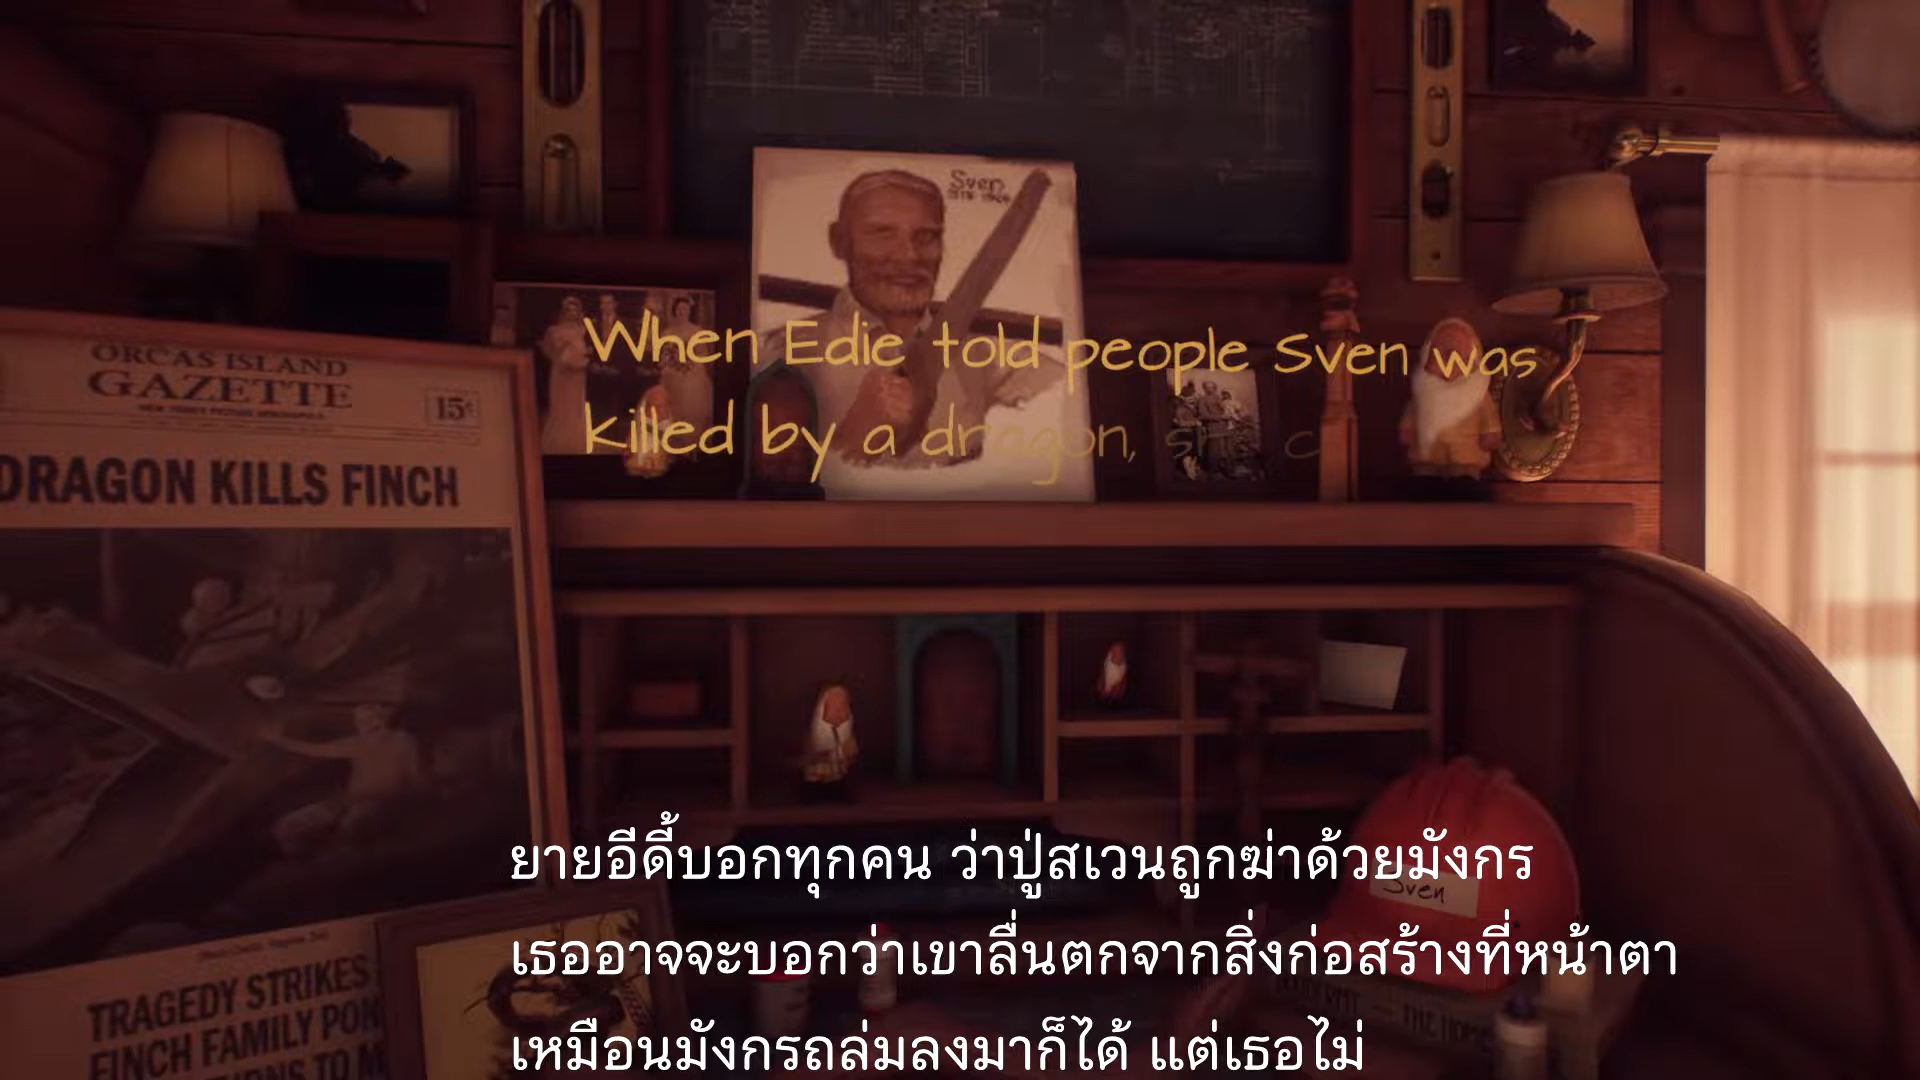 Sven
When Edie told people Sven was
killed by a dragon, she c
ORCAS ISLAND
GAZETTE
15¢
DRAGON KILLS FINCH
ยายอีดี้บอกทุกคน ว่าปู่สเวนถูกฆ่าด้วยมังกร
Sven
เธออาจจะบอกว่าเขาลื่นตกจากสิ่งก่อสร้างที่หน้าตา
เหมือนมังกรถล่มลงมาก็ได้ แต่เธอไม่
TRAGEDY STRIKES
FINCH FAMILY PON